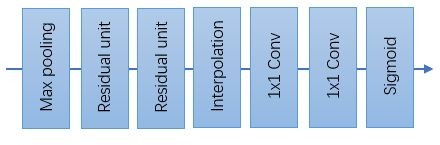 Max pooling
Residual unit
Residual unit
Interpolation
1x1 Conv
1x1 Conv
Sigmoid